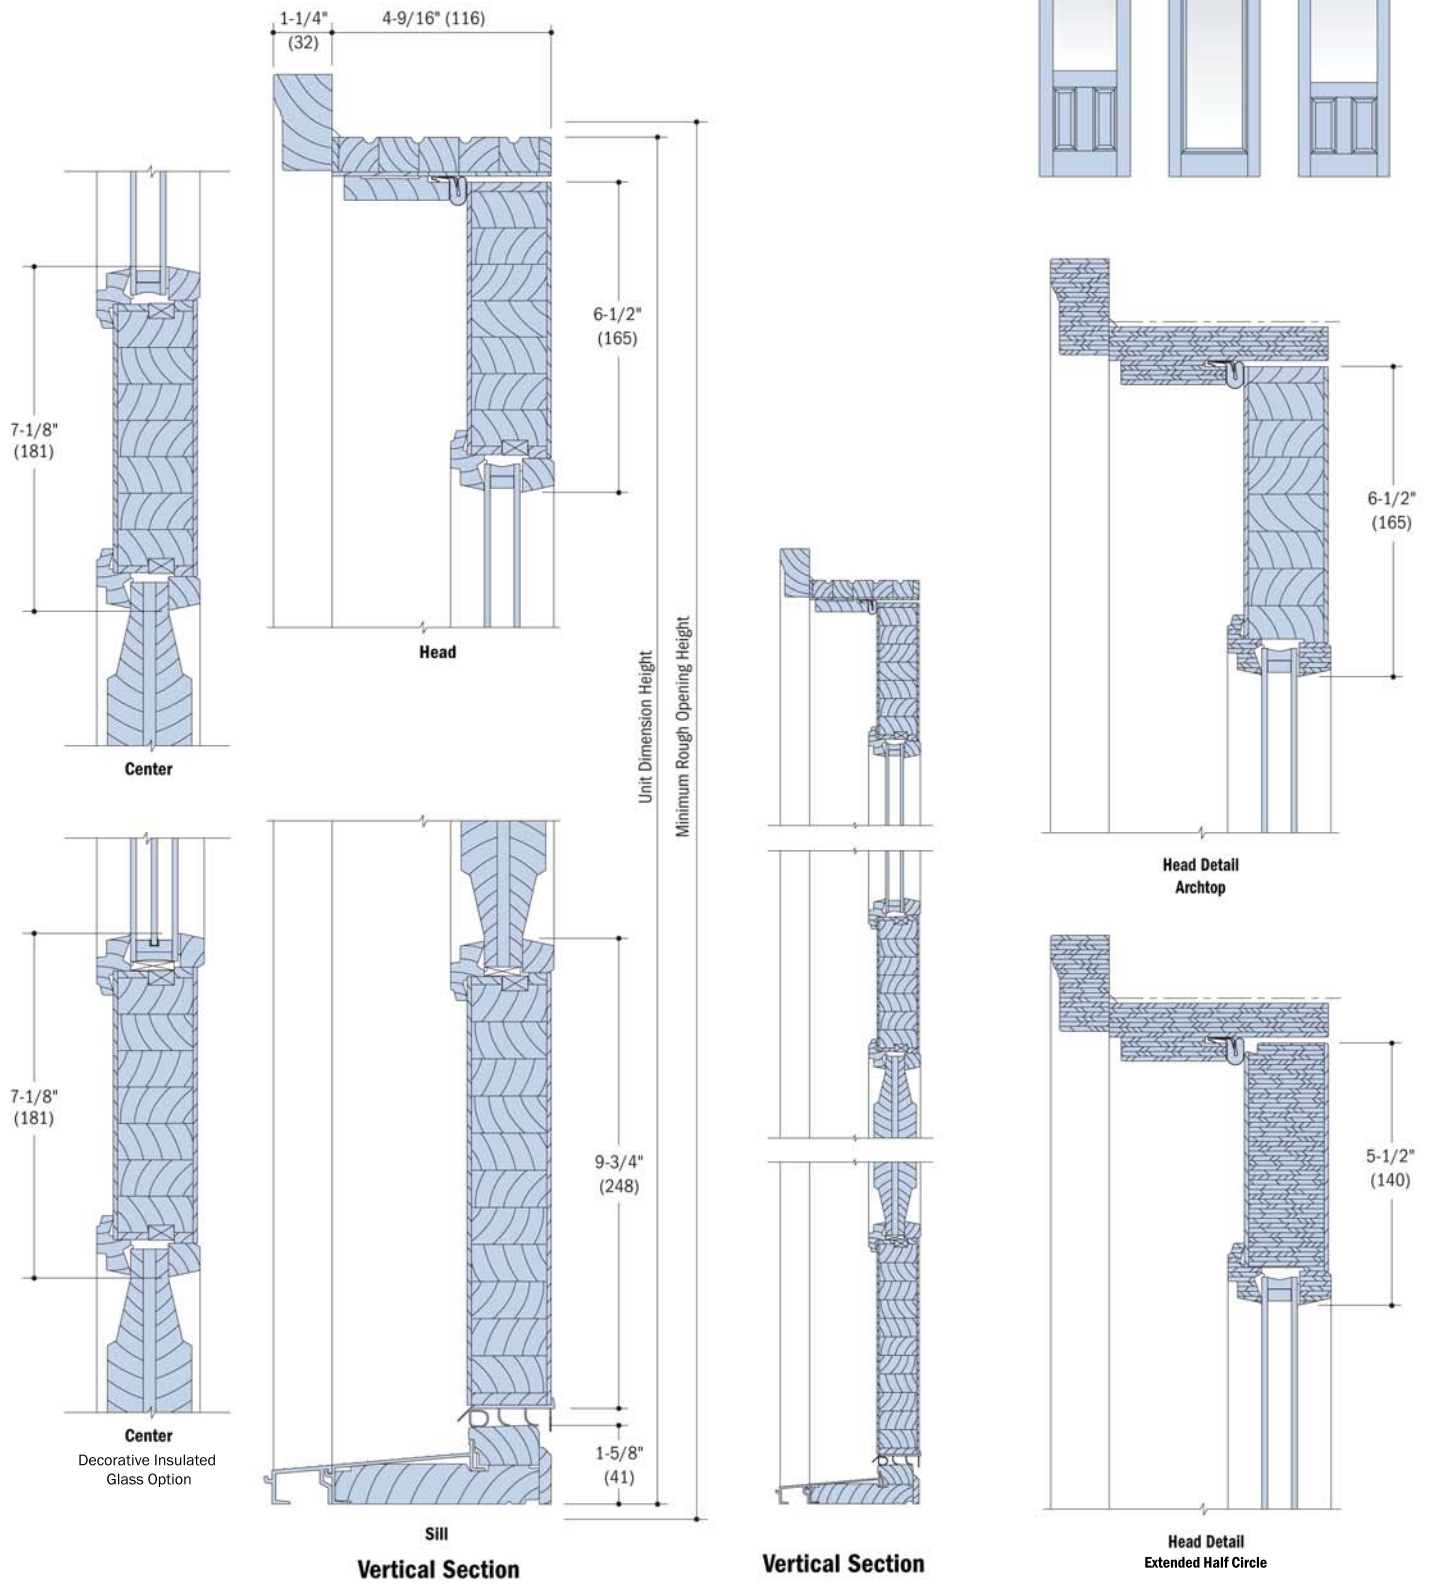 1-1/4"
(32)
4-9/16" (116)
6-1/2"
(165)
7-1/8"
(181)
Head
Center
Unit Dimension Height
Minimum Rough Opening Height
7-1/8"
(181)
9-3/4"
(248)
1-5/8"
(41)
Center
Decorative Insulated
Glass Option
Sill
Vertical Section
Vertical Section
6-1/2"
(165)
Head Detail
Archtop
5-1/2"
(140)
Head Detail
Extended Half Circle